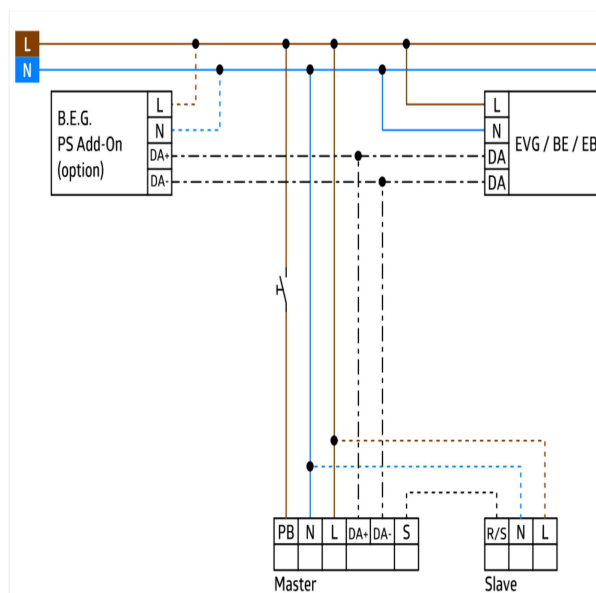 L
N
B.E.G.
PS Add-On
(option)
L
N
DA+
DA-
L
N
DA
DA
EVG / BE / EB
PB N L DA+ DA- S
Master
R/S N L
Slave